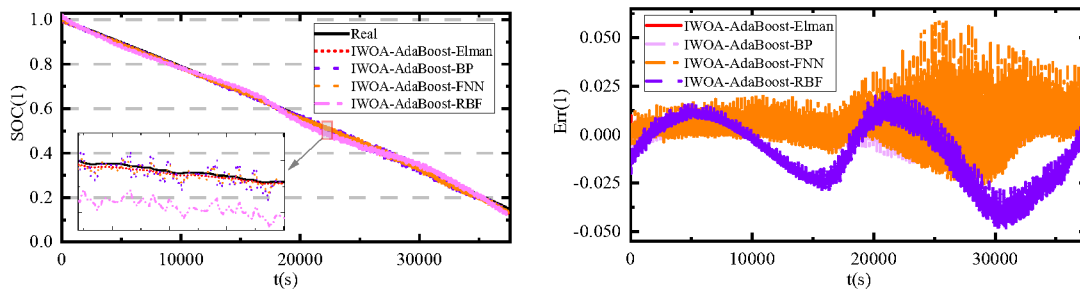 1.0
0.8
0.6
0.4
0.2
0.0
SOC(1)
Real
IWOA-AdaBoost-Elman
IWOA-AdaBoost-BP
IWOA-AdaBoost-FNN
IWOA-AdaBoost-RBF
0
10000
20000
30000
t(s)
0.050
0.025
0.000
-0.025
-0.050
Err(1)
IWOA-AdaBoost-Elman
IWOA-AdaBoost-BP
IWOA-AdaBoost-FNN
IWOA-AdaBoost-RBF
0
10000
20000
30000
t(s)